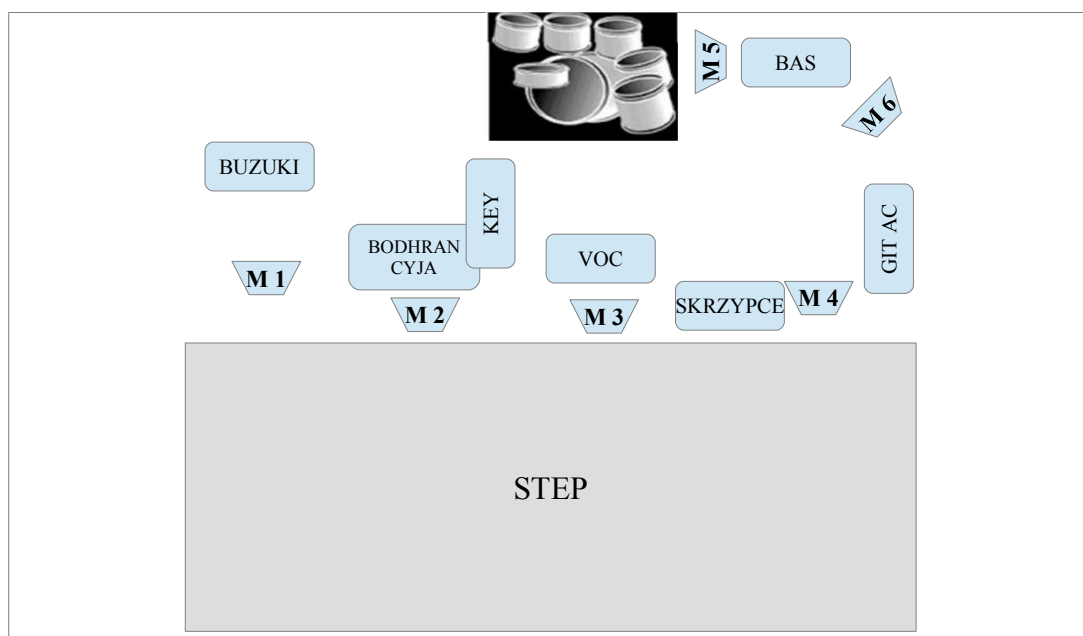 M 5
BAS
M 6
BUZUKI
KEY
GIT AC
BODHRAN
CYJA
VOC
M 1
M 2
M 3
SKRZYPCE
M 4
STEP